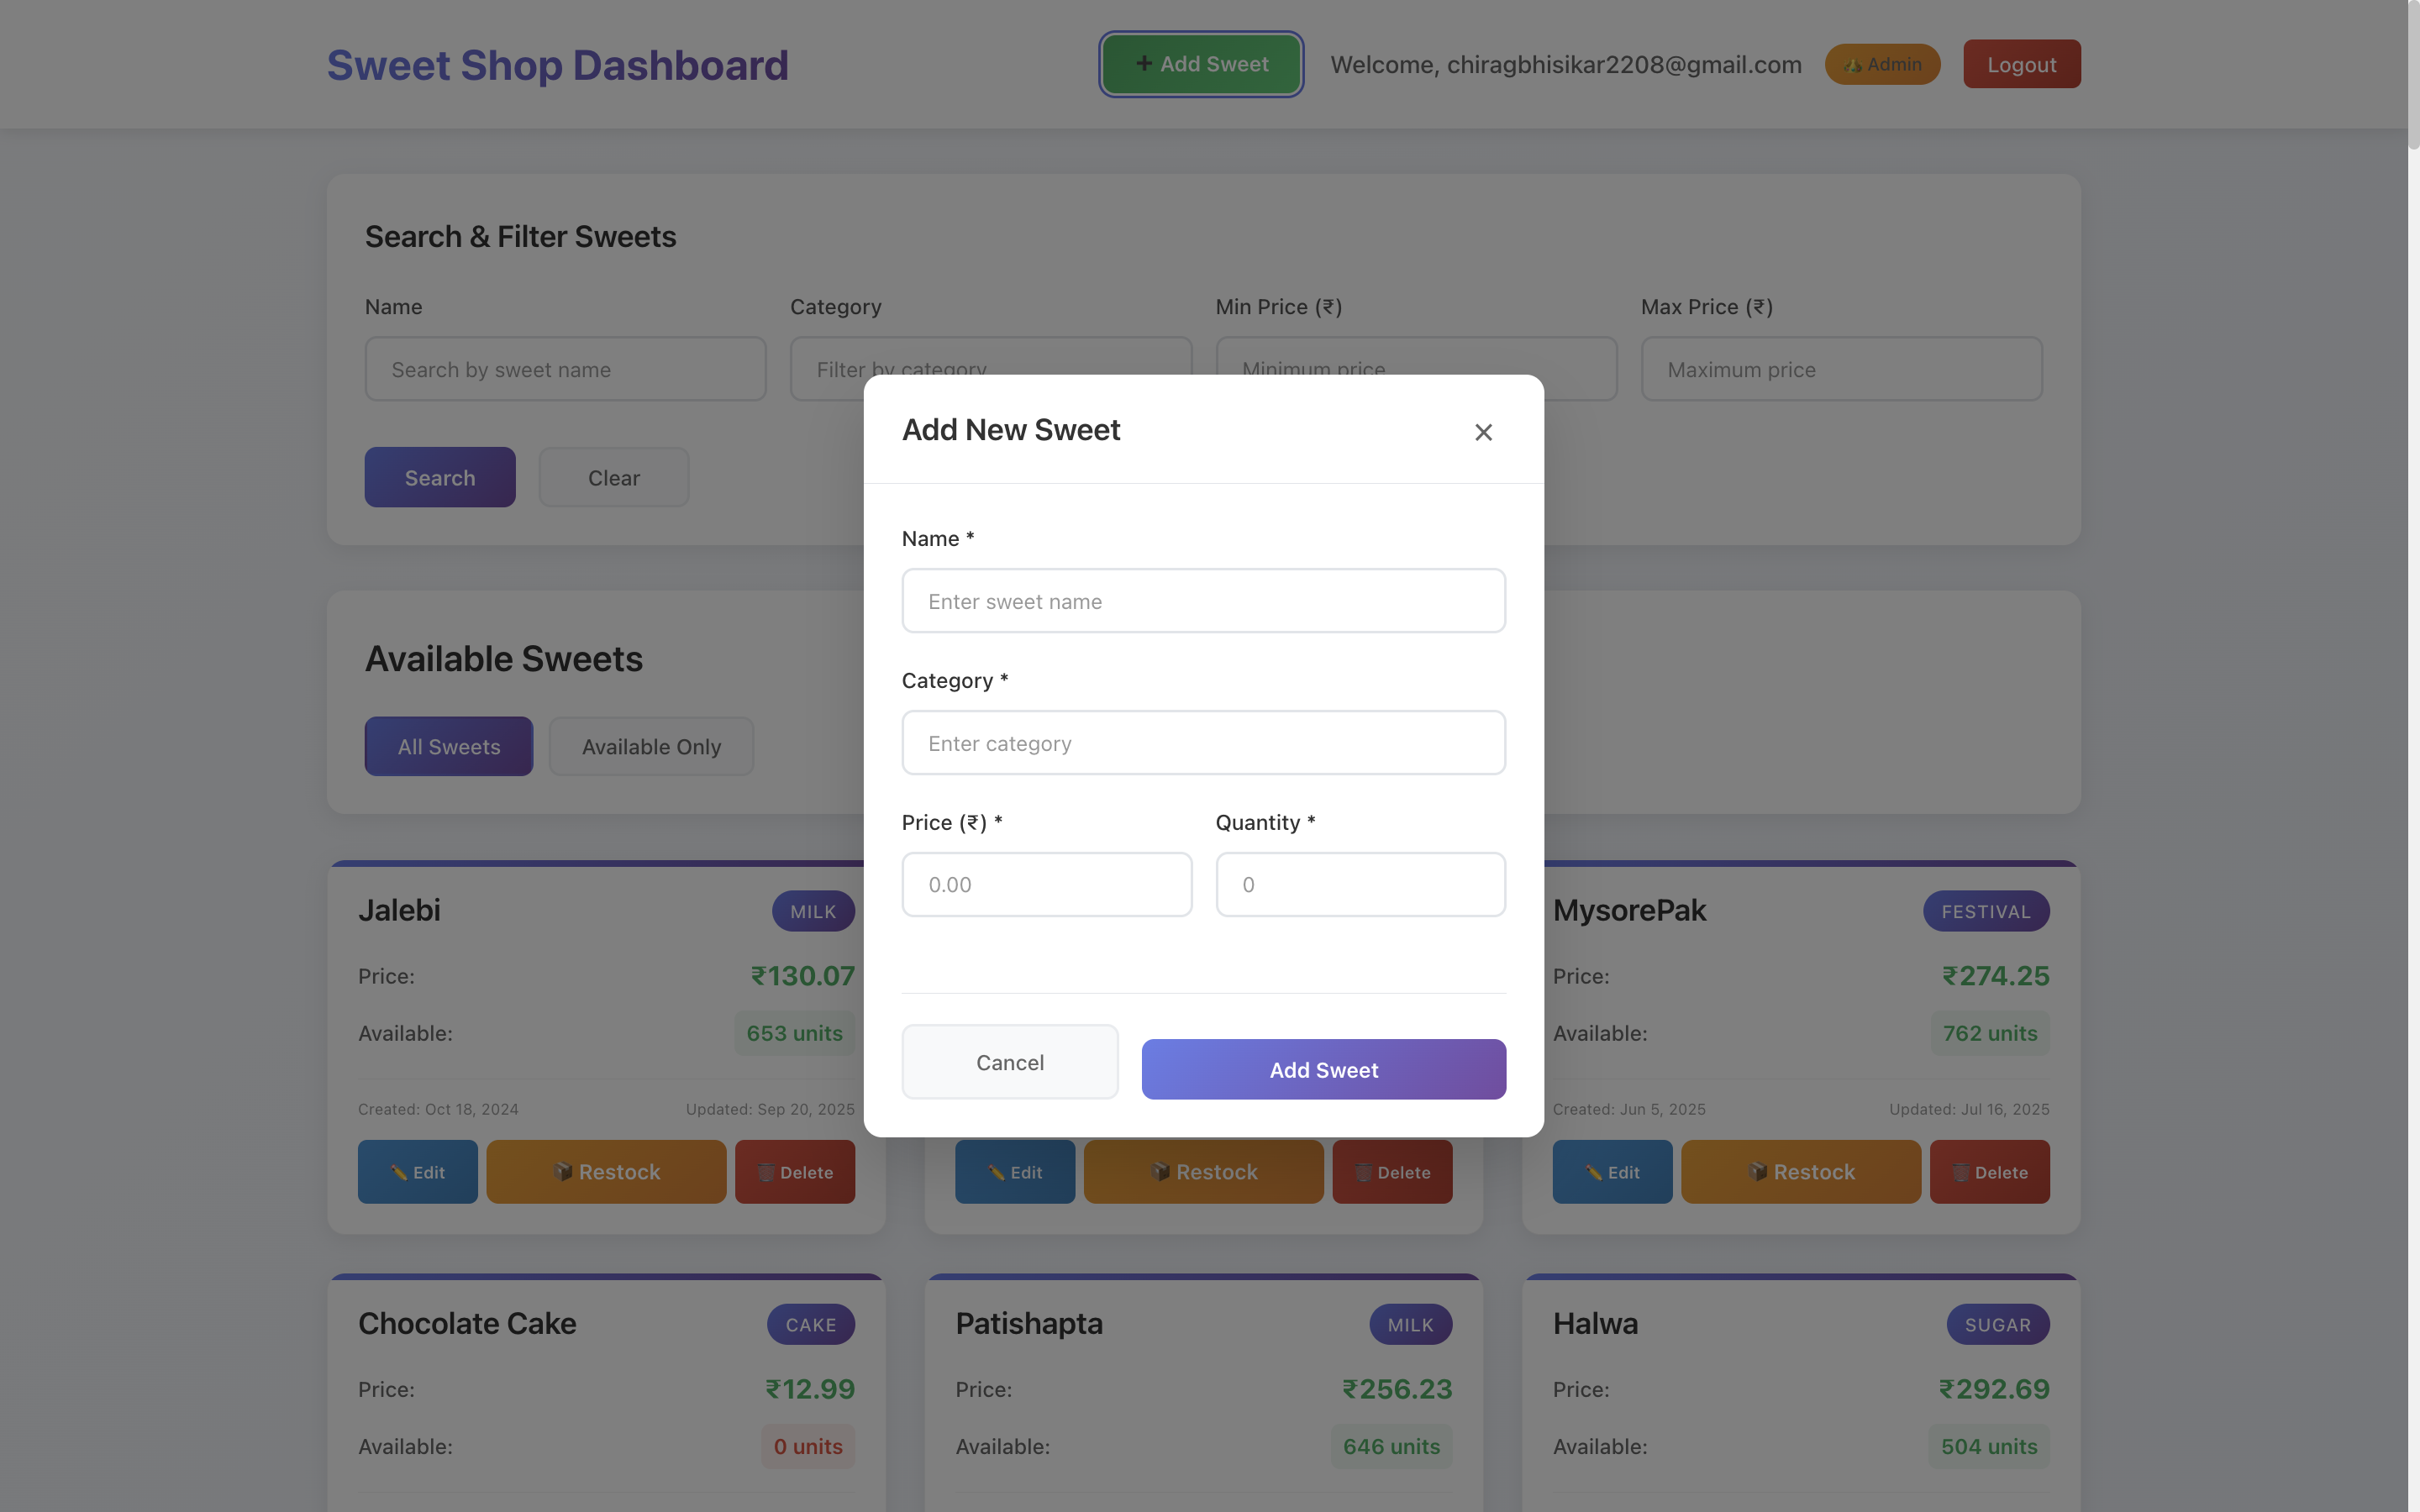 Sweet Shop Dashboard
+ Add Sweet
Welcome, chiragbhisikar2208@gmail.com
Admin
Logout
Search & Filter Sweets
Name
Category
Min Price (₹)
Max Price (₹)
Search by sweet name
Filter by category
Minimum price
Maximum price
Search
Clear
Available Sweets
All Sweets
Available Only
Add New Sweet
×
Name *
Enter sweet name
Category *
Enter category
Price (₹) *
Quantity *
0.00
0
Cancel
Add Sweet
Jalebi
MILK
Price:
₹130.07
Available:
653 units
Created: Oct 18, 2024
Updated: Sep 20, 2025
Edit
Restock
Delete
Edit
Restock
Delete
MysorePak
FESTIVAL
Price:
₹274.25
Available:
762 units
Created: Jun 5, 2025
Updated: Jul 16, 2025
Edit
Restock
Delete
Chocolate Cake
CAKE
Price:
₹12.99
Available:
0 units
Patishapta
MILK
Price:
₹256.23
Available:
646 units
Halwa
SUGAR
Price:
₹292.69
Available:
504 units